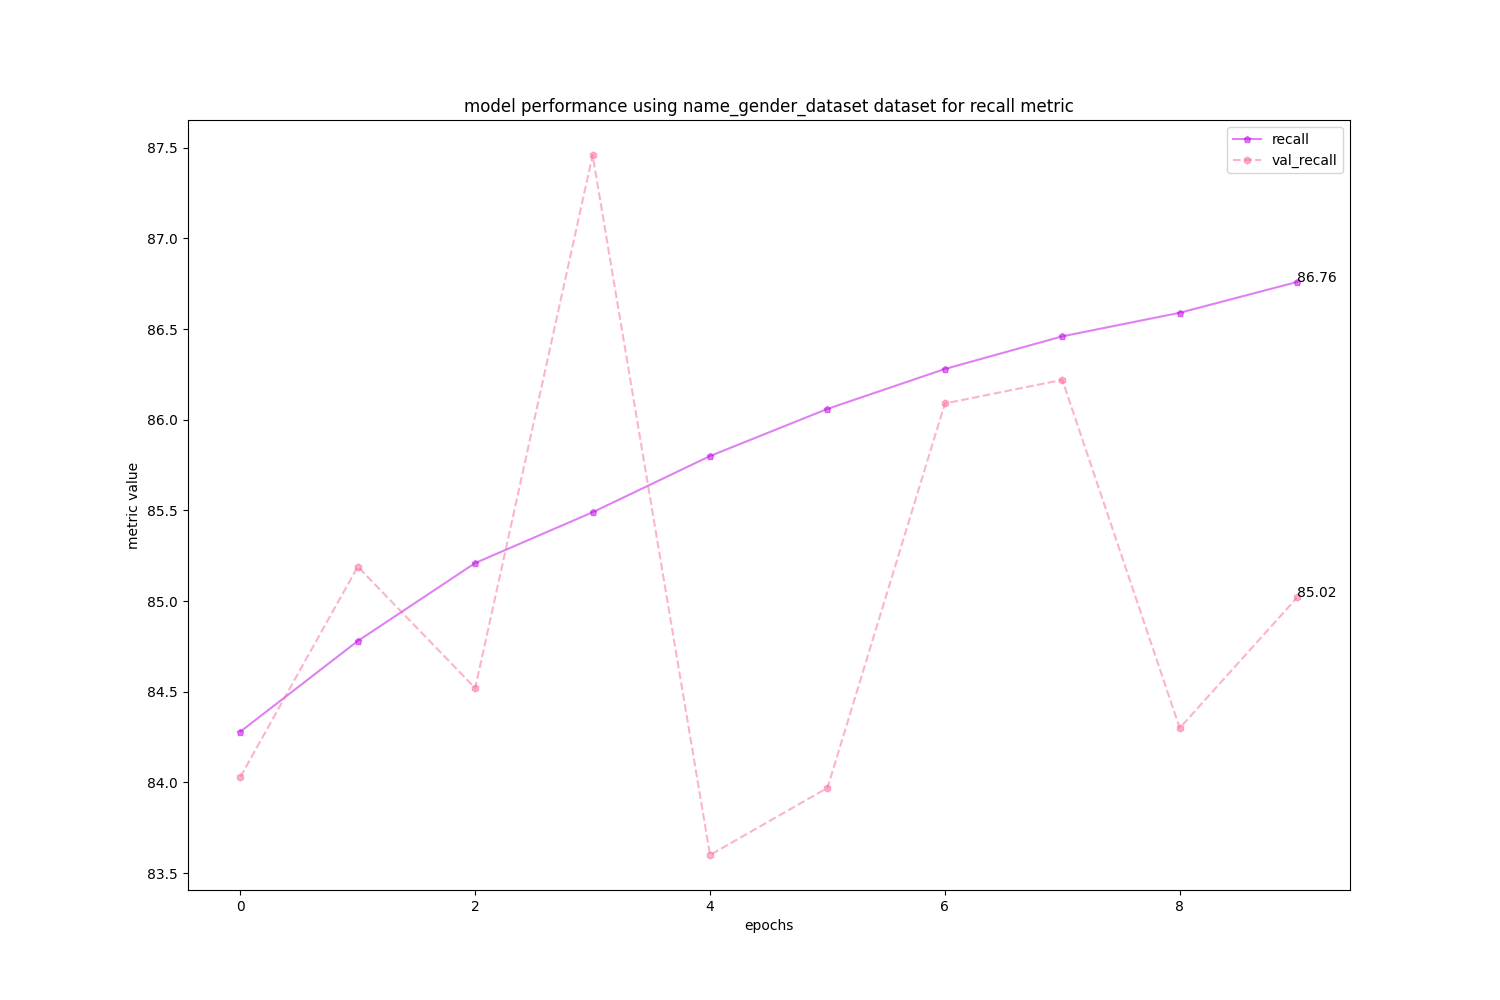 model performance using name_gender_dataset dataset for recall metric
recall
val_recall
87.5
87.0
86.5
86.0
85.5
85.0
84.5
84.0
83.5
metric value
86.76
85.02
0 2 4 6 8
epochs